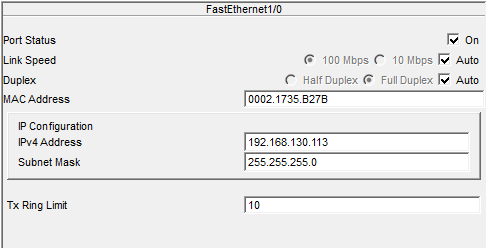 FastEthernet1/0
Port Status On
Link Speed 100 Mbps 10 Mbps Auto
Duplex Half Duplex Full Duplex Auto
MAC Address 0002.1735.B27B
IP Configuration
IPv4 Address 192.168.130.113
Subnet Mask 255.255.255.0
Tx Ring Limit 10